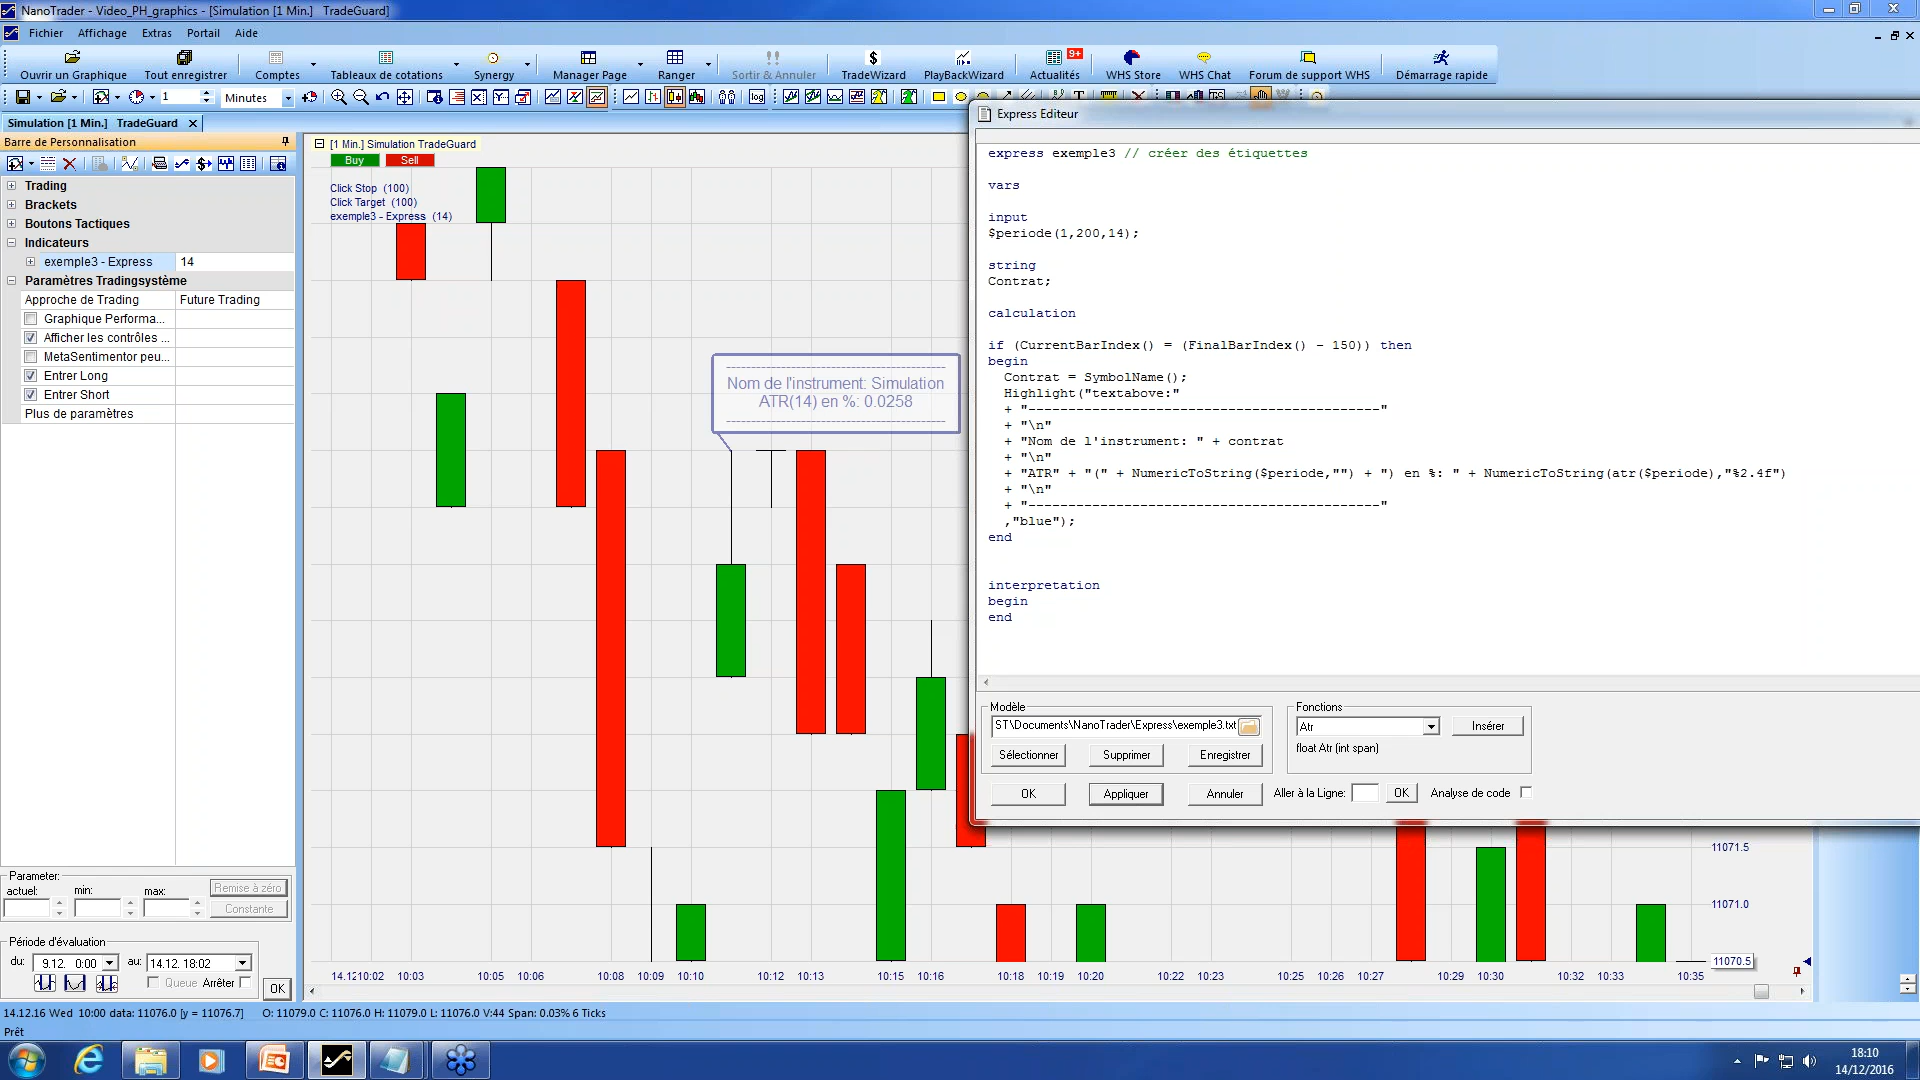 NanoTrader - Video_PH_graphics - [Simulation [1 Min.]   TradeGuard]
Fichier Affichage Extras Portail Aide
Ouvrir un Graphique Tout enregistrer Comptes Tableaux de cotations Synergy Manager Page Ranger Sortir & Annuler TradeWizard PlayBackWizard Actualités 9+ WHS Store WHS Chat Forum de support WHS Démarrage rapide
1 Minutes
Simulation [1 Min.]   TradeGuard
Barre de Personnalisation
Trading
Brackets
Boutons Tactiques
Indicateurs
exemple3 - Express 14
Paramètres Tradingsystème
Approche de Trading Future Trading
Graphique Performa...
Afficher les contrôles ...
MetaSentimentor peu...
Entrer Long
Entrer Short
Plus de paramètres
Parameter:
actuel: min: max: Remise à zéro
Constante
Période d'évaluation
du: 9.12. 0:00 au: 14.12. 18:02
Queue Arrêter OK
[1 Min.] Simulation TradeGuard
Buy Sell
Click Stop (100)
Click Target (100)
exemple3 - Express (14)
--------------------------------------------
Nom de l'instrument: Simulation
ATR(14) en %: 0.0258
--------------------------------------------
11071.5
11071.0
11070.5
14.12 10:02 10:03 10:05 10:06 10:08 10:09 10:10 10:12 10:13 10:15 10:16 10:18 10:19 10:20 10:22 10:23 10:25 10:26 10:27 10:29 10:30 10:32 10:33 10:35
Express Editeur
express exemple3 // créer des étiquettes
vars
input
$periode(1,200,14);
string
Contrat;
calculation
if (CurrentBarIndex() = (FinalBarIndex() - 150)) then
begin
Contrat = SymbolName();
Highlight("textabove:"
+ "--------------------------------------------"
+ "\n"
+ "Nom de l'instrument: " + contrat
+ "\n"
+ "ATR" + "(" + NumericToString($periode,"") + ") en %: " + NumericToString(atr($periode),"%2.4f")
+ "\n"
+ "--------------------------------------------"
,"blue");
end
interpretation
begin
end
Modèle
ST\Documents\NanoTrader\Express\exemple3.txt
Sélectionner Supprimer Enregistrer
Fonctions
Atr Insérer
float Atr (int span)
OK Appliquer Annuler Aller à la Ligne: OK Analyse de code
14.12.16 Wed 10:00 data: 11076.0 [y = 11076.7] O: 11079.0 C: 11076.0 H: 11079.0 L: 11076.0 V:44 Span: 0.03% 6 Ticks
Prêt
18:10
14/12/2016